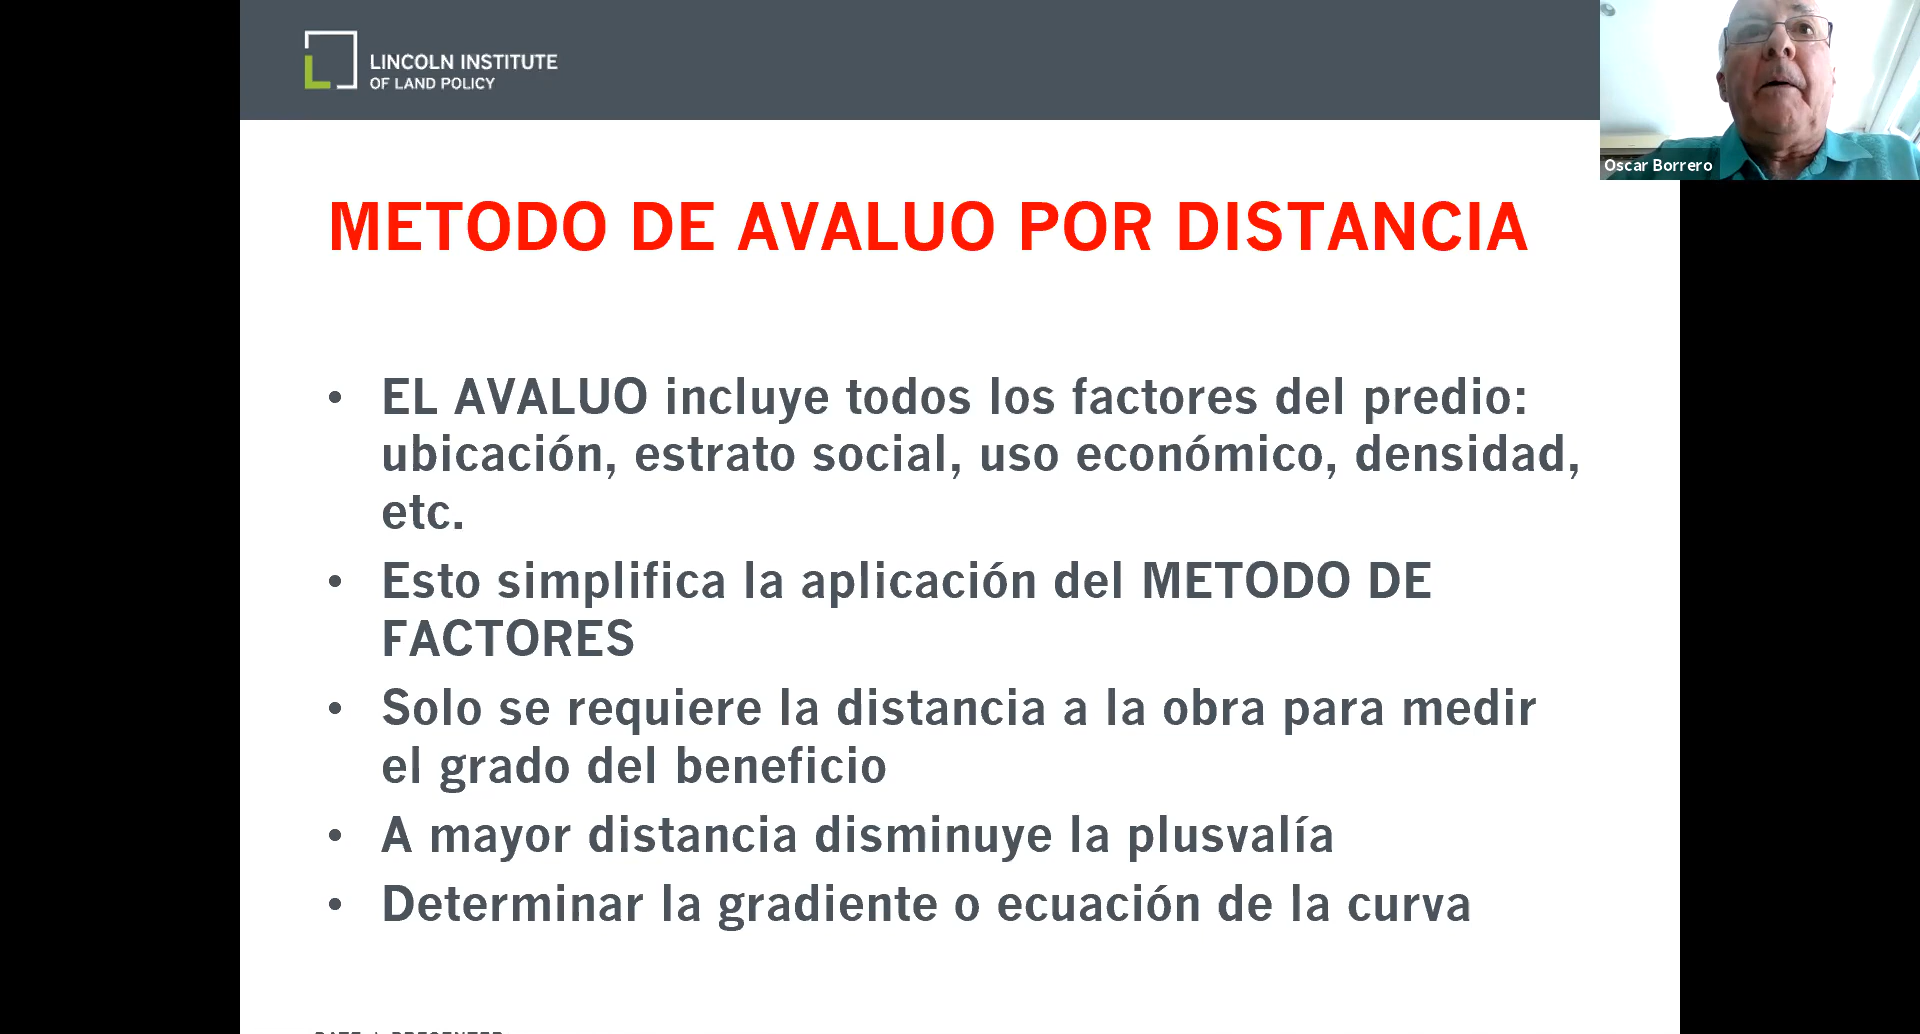 LINCOLN INSTITUTE
OF LAND POLICY
Oscar Borrero
METODO DE AVALUO POR DISTANCIA
• EL AVALUO incluye todos los factores del predio:
ubicación, estrato social, uso económico, densidad,
etc.
• Esto simplifica la aplicación del METODO DE
FACTORES
• Solo se requiere la distancia a la obra para medir
el grado del beneficio
• A mayor distancia disminuye la plusvalía
• Determinar la gradiente o ecuación de la curva